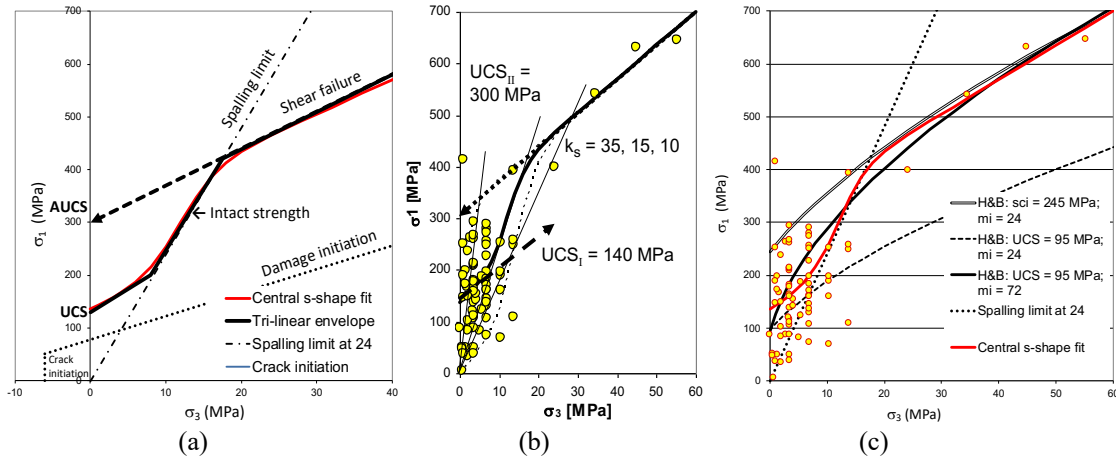 700
600
500
400
300
200
100
0
σ₁ (MPa)
AUCS
UCS
Spalling limit
Shear failure
Intact strength
Damage initiation
Crack
initiation
Central s-shape fit
Tri-linear envelope
Spalling limit at 24
Crack initiation
-10 0 10 20 30 40
σ₃ (MPa)
(a)
700
600
500
400
300
200
100
0
σ¹ [MPa]
UCS_II =
300 MPa
kₛ = 35, 15, 10
UCS_I = 140 MPa
0 20 40 60
σ₃ [MPa]
(b)
700
600
500
400
300
200
100
0
σ₁ (MPa)
H&B: sci = 245 MPa;
mi = 24
H&B: UCS = 95 MPa;
mi = 24
H&B: UCS = 95 MPa;
mi = 72
Spalling limit at 24
Central s-shape fit
0 10 20 30 40 50 60
σ₃ (MPa)
(c)